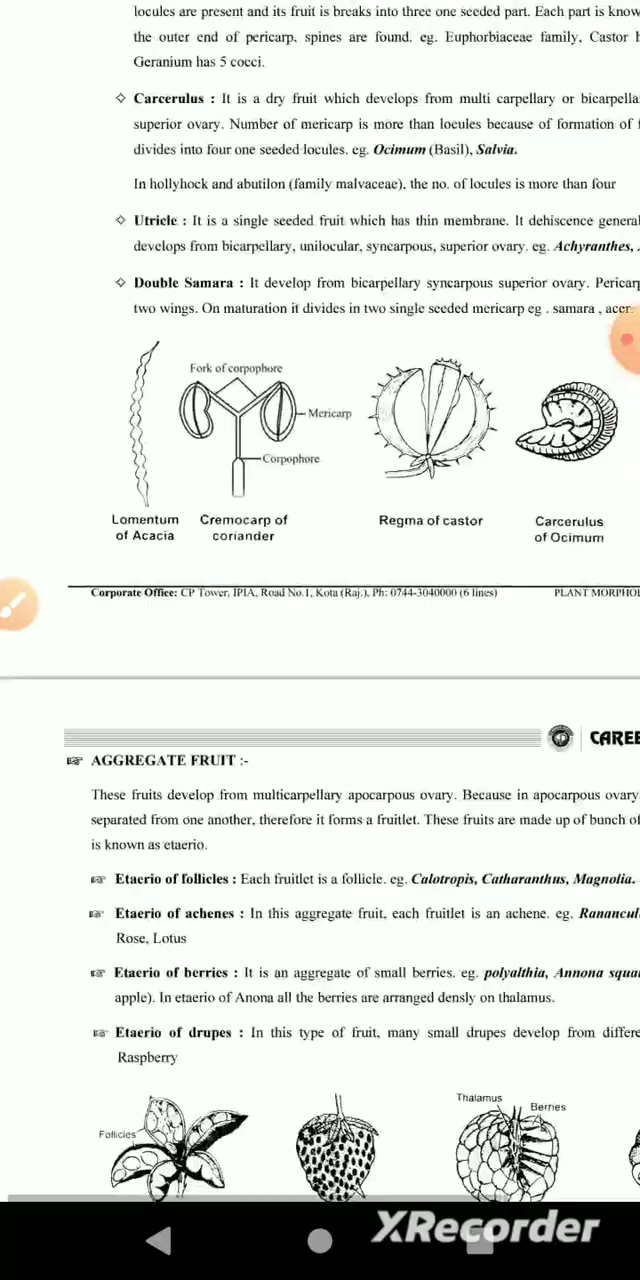 locules are present and its fruit is breaks into three one seeded part. Each part is know
the outer end of pericarp, spines are found. eg. Euphorbiaceae family, Castor
Geranium has 5 cocci.
Carcerulus : It is a dry fruit which develops from multi carpellary or bicarpella
superior ovary. Number of mericarp is more than locules because of formation of
divides into four one seeded locules. eg. Ocimum (Basil), Salvia.
In hollyhock and abutilon (family malvaceae), the no. of locules is more than four
Utricle : It is a single seeded fruit which has thin membrane. It dehiscence general
develops from bicarpellary, unilocular, syncarpous, superior ovary. eg. Achyranthes,
Double Samara : It develop from bicarpellary syncarpous superior ovary. Pericarp
two wings. On maturation it divides in two single seeded mericarp eg . samara , acer.
Fork of corpophore
Mericarp
Corpophore
Lomentum of Acacia
Cremocarp of coriander
Regma of castor
Carcerulus of Ocimum
Corporate Office: CP Tower, IPIA, Road No.1, Kota (Raj.), Ph: 0744-3040000 (6 lines)
PLANT MORPHOL
CAREE
AGGREGATE FRUIT :-
These fruits develop from multicarpellary apocarpous ovary. Because in apocarpous ovary
separated from one another, therefore it forms a fruitlet. These fruits are made up of bunch of
is known as etaerio.
Etaerio of follicles : Each fruitlet is a follicle. eg. Calotropis, Catharanthus, Magnolia.
Etaerio of achenes : In this aggregate fruit, each fruitlet is an achene. eg. Ranancul
Rose, Lotus
Etaerio of berries : It is an aggregate of small berries. eg. polyalthia, Annona squa
apple). In etaerio of Anona all the berries are arranged densly on thalamus.
Etaerio of drupes : In this type of fruit, many small drupes develop from differe
Raspberry
Follicles
Thalamus
Berries
XRecorder